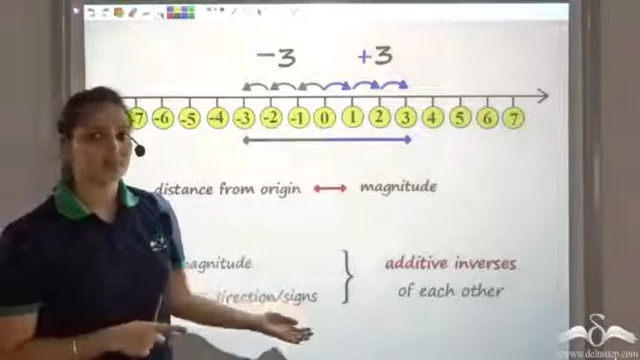 -3 +3
-7 -6 -5 -4 -3 -2 -1 0 1 2 3 4 5 6 7
distance from origin magnitude
magnitude
direction/signs
additive inverses
of each other
www.deltastep.com